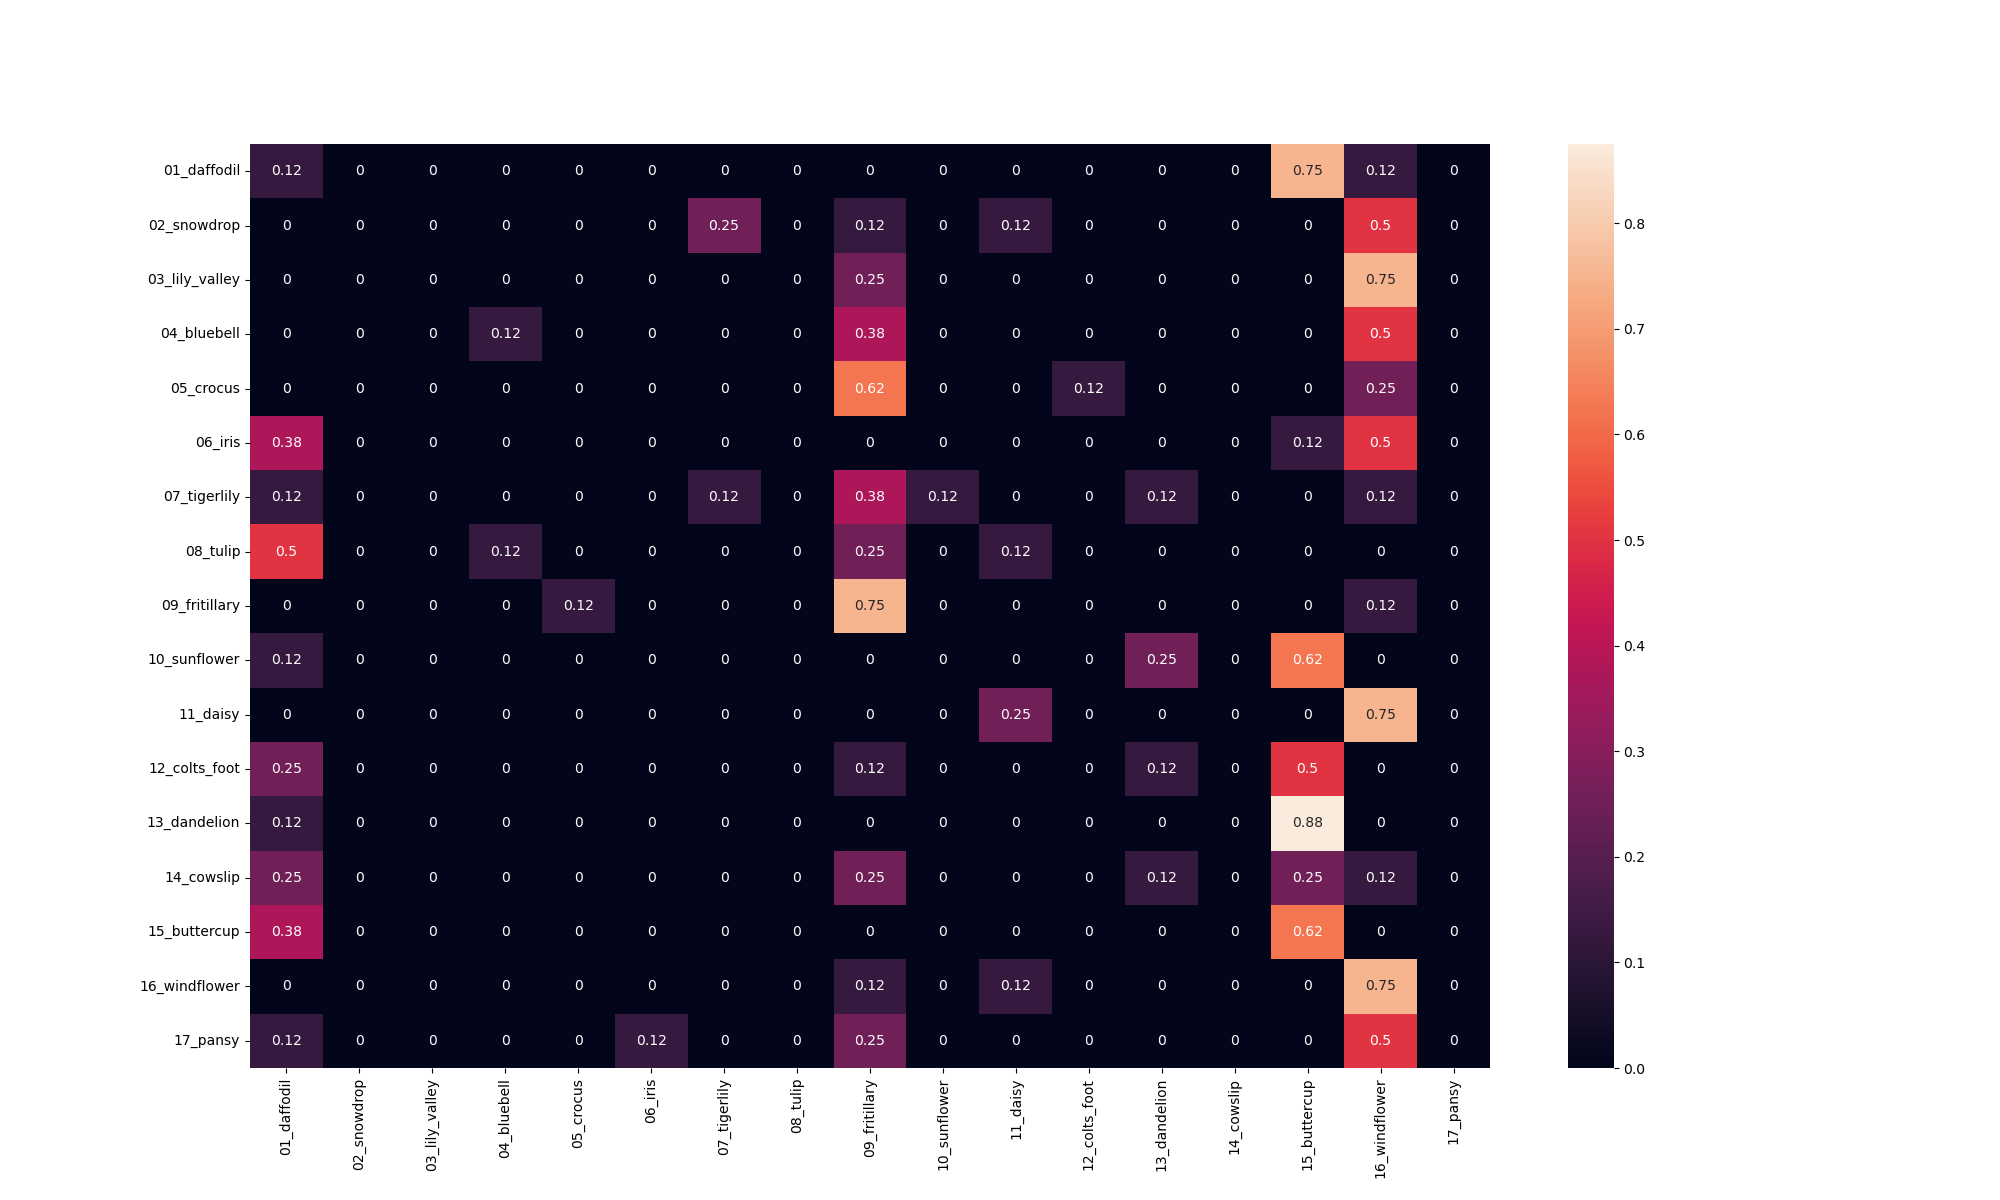 01_daffodil 0.12 0 0 0 0 0 0 0 0 0 0 0 0 0 0.75 0.12 0
02_snowdrop 0 0 0 0 0 0 0.25 0 0.12 0 0.12 0 0 0 0 0.5 0
0.8
03_lily_valley 0 0 0 0 0 0 0 0 0.25 0 0 0 0 0 0 0.75 0
04_bluebell 0 0 0 0.12 0 0 0 0 0.38 0 0 0 0 0 0 0.5 0
0.7
05_crocus 0 0 0 0 0 0 0 0 0.62 0 0 0.12 0 0 0 0.25 0
06_iris 0.38 0 0 0 0 0 0 0 0 0 0 0 0 0 0.12 0.5 0
0.6
07_tigerlily 0.12 0 0 0 0 0 0.12 0 0.38 0.12 0 0 0.12 0 0 0.12 0
08_tulip 0.5 0 0 0.12 0 0 0 0 0.25 0 0.12 0 0 0 0 0 0
0.5
09_fritillary 0 0 0 0 0.12 0 0 0 0.75 0 0 0 0 0 0 0.12 0
10_sunflower 0.12 0 0 0 0 0 0 0 0 0 0 0 0.25 0 0.62 0 0
0.4
11_daisy 0 0 0 0 0 0 0 0 0 0 0.25 0 0 0 0 0.75 0
12_colts_foot 0.25 0 0 0 0 0 0 0 0.12 0 0 0 0.12 0 0.5 0 0
0.3
13_dandelion 0.12 0 0 0 0 0 0 0 0 0 0 0 0 0 0.88 0 0
0.2
14_cowslip 0.25 0 0 0 0 0 0 0 0.25 0 0 0 0.12 0 0.25 0.12 0
15_buttercup 0.38 0 0 0 0 0 0 0 0 0 0 0 0 0 0.62 0 0
0.1
16_windflower 0 0 0 0 0 0 0 0 0.12 0 0.12 0 0 0 0 0.75 0
17_pansy 0.12 0 0 0 0 0.12 0 0 0.25 0 0 0 0 0 0 0.5 0
0.0
01_daffodil
02_snowdrop
03_lily_valley
04_bluebell
05_crocus
06_iris
07_tigerlily
08_tulip
09_fritillary
10_sunflower
11_daisy
12_colts_foot
13_dandelion
14_cowslip
15_buttercup
16_windflower
17_pansy